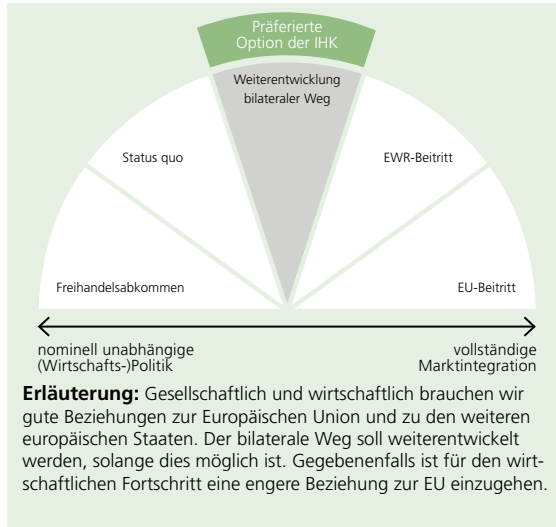 Präferierte
Option der IHK
Weiterentwicklung
bilateraler Weg
Status quo
EWR-Beitritt
Freihandelsabkommen
EU-Beitritt
nominell unabhängige
(Wirtschafts-)Politik
vollständige
Marktintegration
Erläuterung: Gesellschaftlich und wirtschaftlich brauchen wir
gute Beziehungen zur Europäischen Union und zu den weiteren
europäischen Staaten. Der bilaterale Weg soll weiterentwickelt
werden, solange dies möglich ist. Gegebenenfalls ist für den wirt-
schaftlichen Fortschritt eine engere Beziehung zur EU einzugehen.